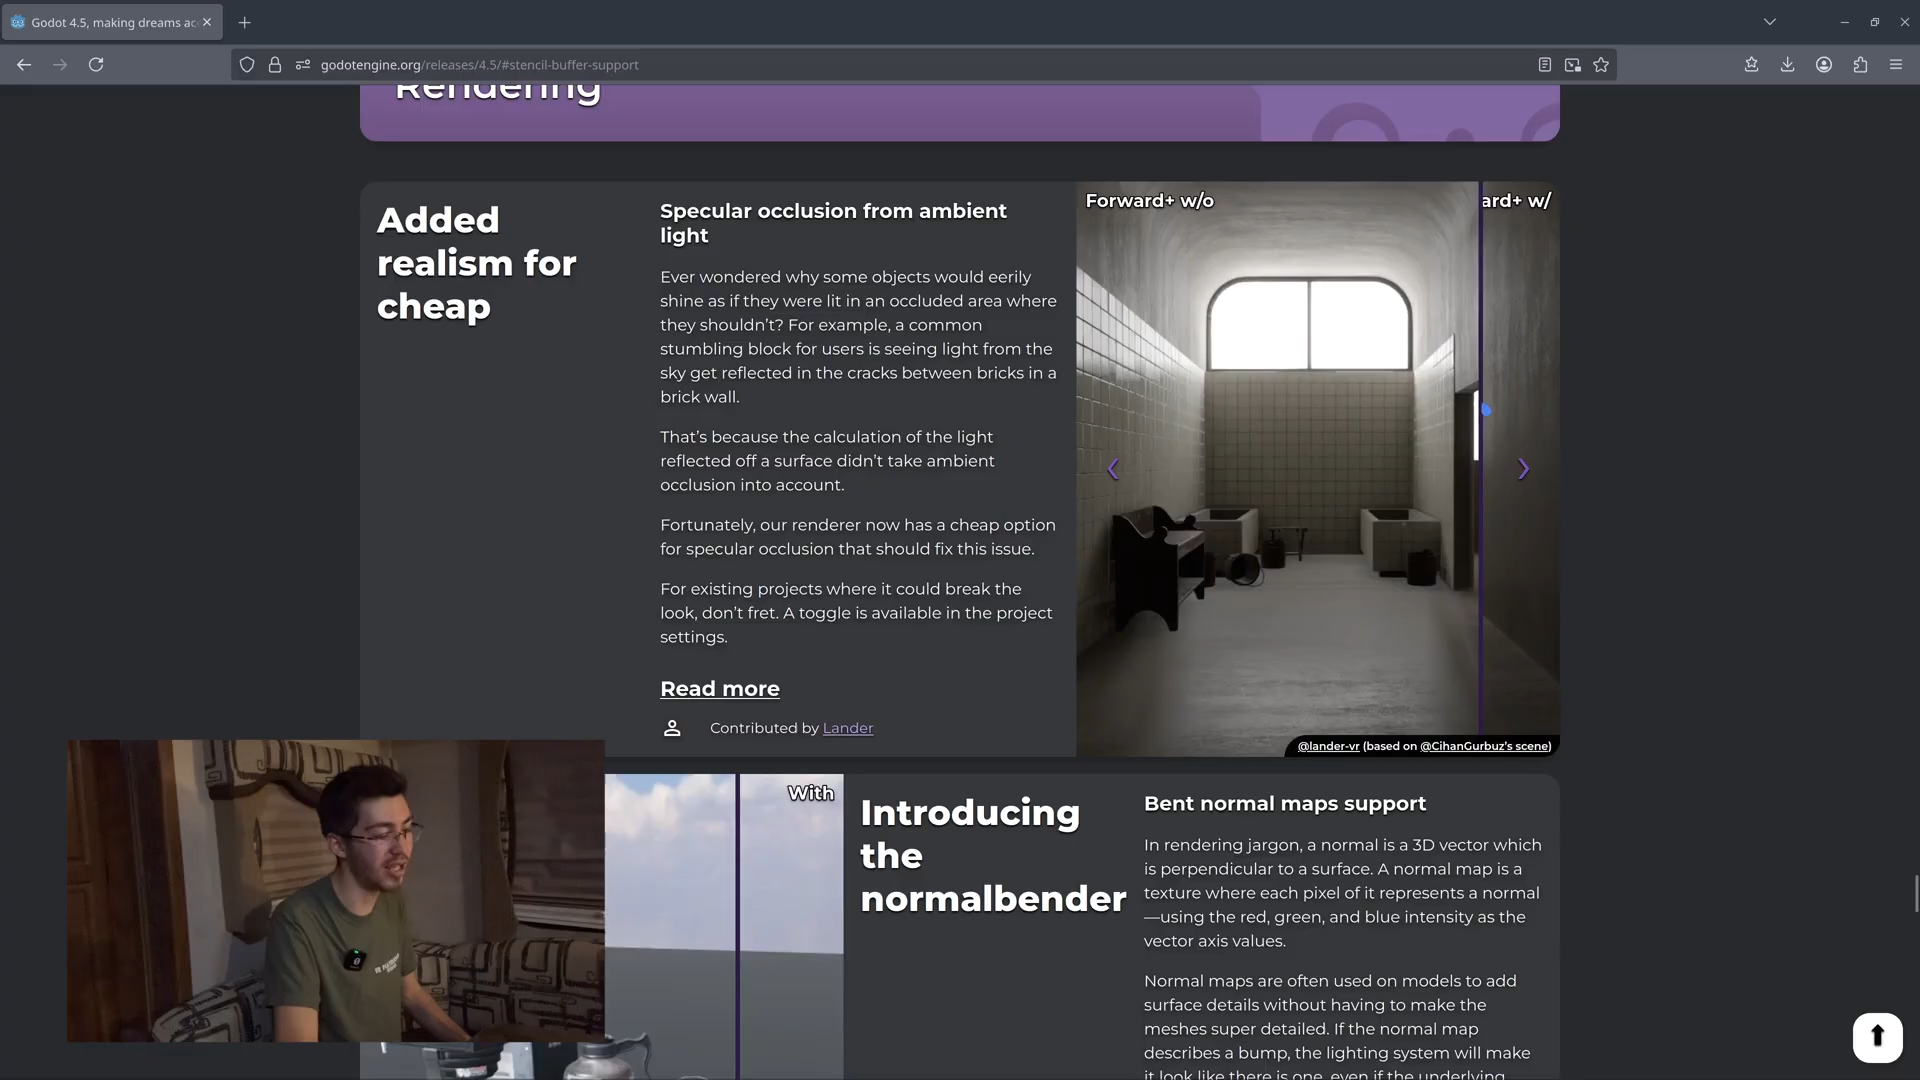 Godot 4.5, making dreams ac
godotengine.org/releases/4.5/#stencil-buffer-support
Rendering
Added
realism for
cheap
Specular occlusion from ambient
light
Ever wondered why some objects would eerily
shine as if they were lit in an occluded area where
they shouldn't? For example, a common
stumbling block for users is seeing light from the
sky get reflected in the cracks between bricks in a
brick wall.
That's because the calculation of the light
reflected off a surface didn't take ambient
occlusion into account.
Fortunately, our renderer now has a cheap option
for specular occlusion that should fix this issue.
For existing projects where it could break the
look, don't fret. A toggle is available in the project
settings.
Read more
Contributed by Lander
Forward+ w/o
ard+ w/
@lander-vr (based on @CihanGurbuz's scene)
With
Introducing
the
normalbender
Bent normal maps support
In rendering jargon, a normal is a 3D vector which
is perpendicular to a surface. A normal map is a
texture where each pixel of it represents a normal
—using the red, green, and blue intensity as the
vector axis values.
Normal maps are often used on models to add
surface details without having to make the
meshes super detailed. If the normal map
describes a bump, the lighting system will make
it look like there is one, even if the underlying